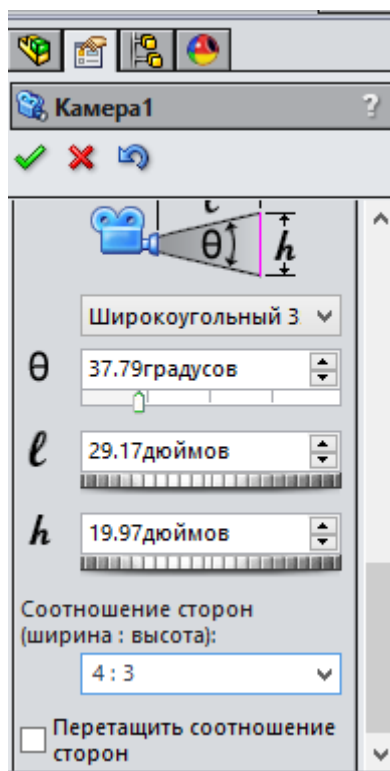 Камера1
?
ℓ
θ
h
Широкоугольный 3
θ
37.79градусов
ℓ
29.17дюймов
h
19.97дюймов
Соотношение сторон
(ширина : высота):
4 : 3
Перетащить соотношение
сторон